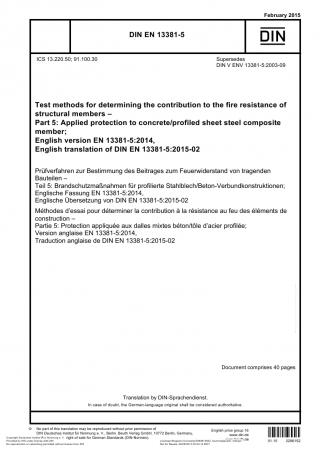 February 2015
DIN EN 13381-5
DIN
ICS 13.220.50; 91.100.30
Supersedes
DIN V ENV 13381-5:2003-09
Test methods for determining the contribution to the fire resistance of
structural members –
Part 5: Applied protection to concrete/profiled sheet steel composite
member;
English version EN 13381-5:2014,
English translation of DIN EN 13381-5:2015-02
Prüfverfahren zur Bestimmung des Beitrages zum Feuerwiderstand von tragenden
Bauteilen –
Teil 5: Brandschutzmaßnahmen für profilierte Stahlblech/Beton-Verbundkonstruktionen;
Englische Fassung EN 13381-5:2014,
Englische Übersetzung von DIN EN 13381-5:2015-02
Méthodes d'essai pour déterminer la contribution à la résistance au feu des éléments de
construction –
Partie 5: Protection appliquée aux dalles mixtes béton/tôle d'acier profilée;
Version anglaise EN 13381-5:2014,
Traduction anglaise de DIN EN 13381-5:2015-02
Document comprises 40 pages
Translation by DIN-Sprachendienst.
In case of doubt, the German-language original shall be considered authoritative.
No part of this translation may be reproduced without prior permission of
DIN Deutsches Institut für Normung e. V., Berlin. Beuth Verlag GmbH, 10772 Berlin, Germany,
right of sale for German Standards (DIN-Normen).
English price group 16
www.din.de